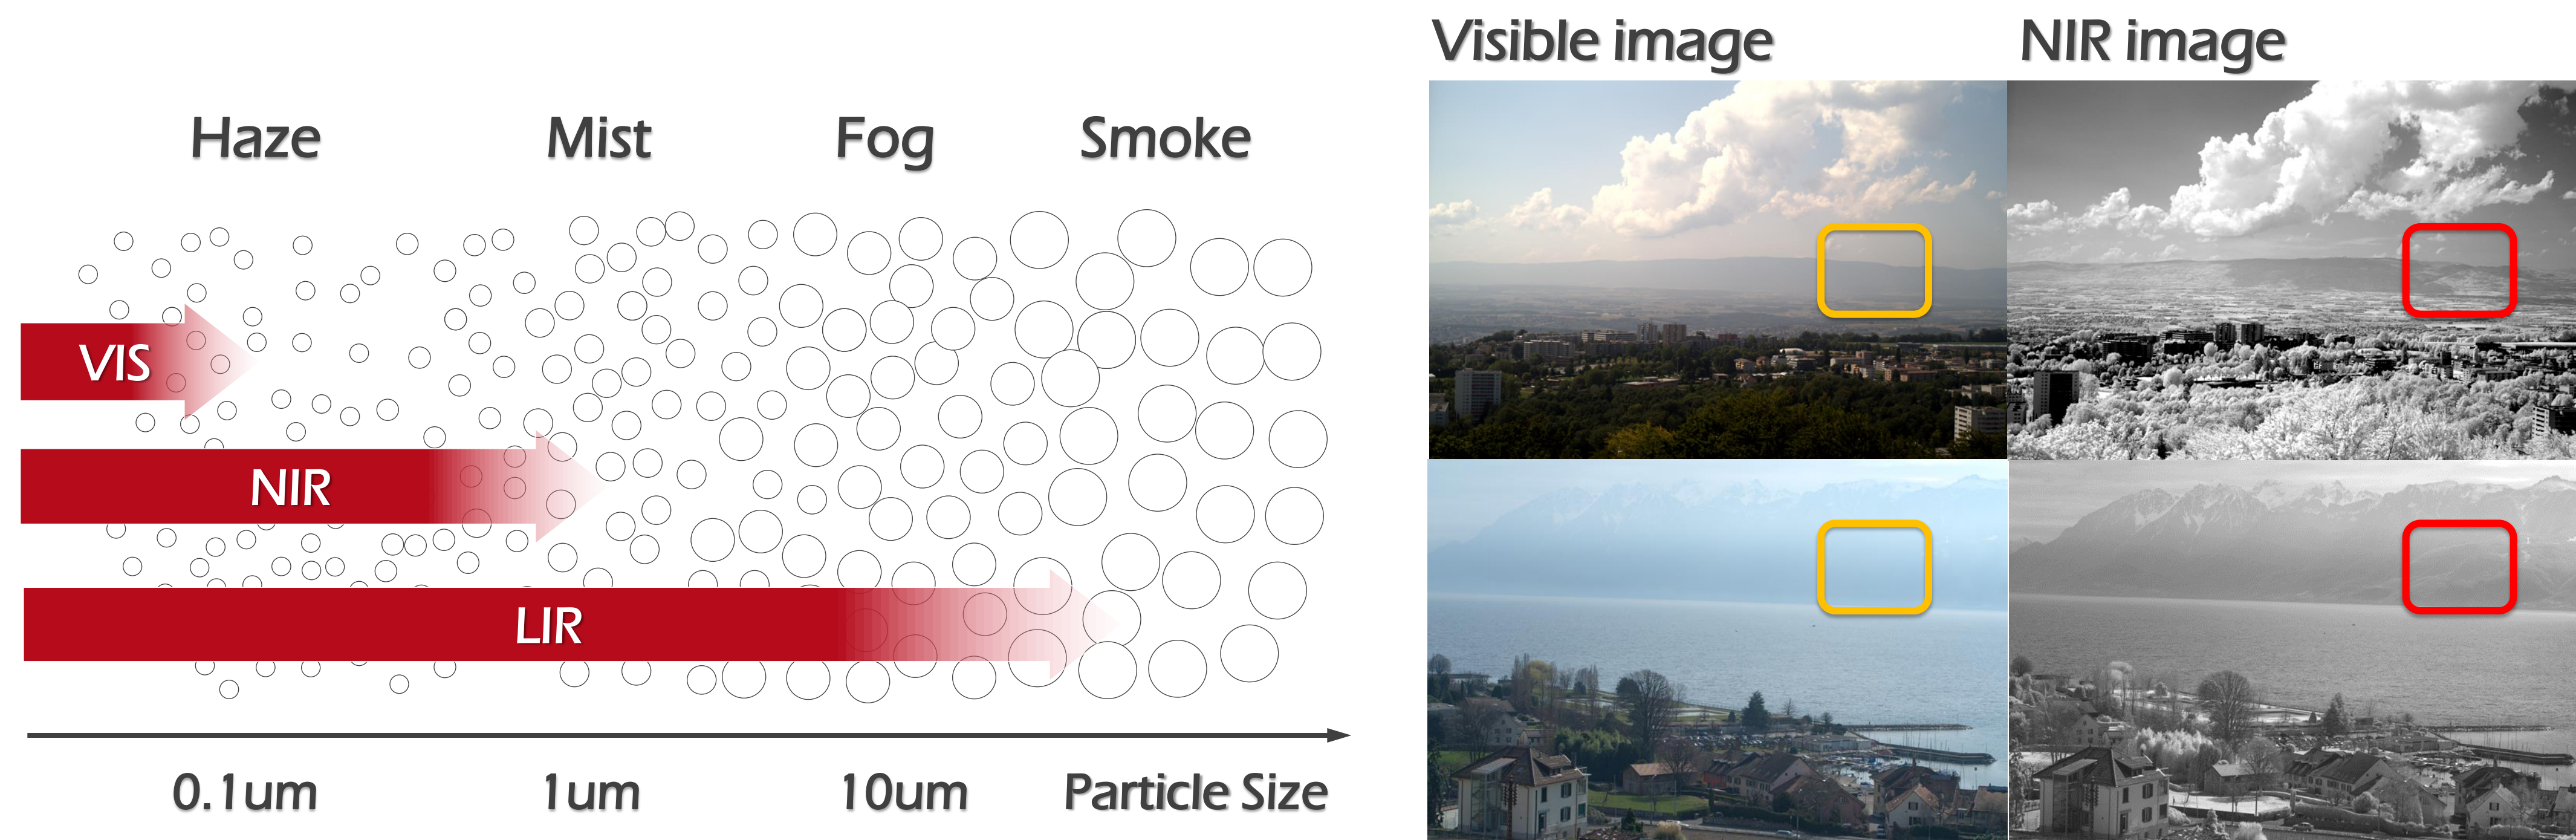 Visible image
NIR image
Haze
Mist
Fog
Smoke
VIS
NIR
LIR
0.1um
1um
10um
Particle Size